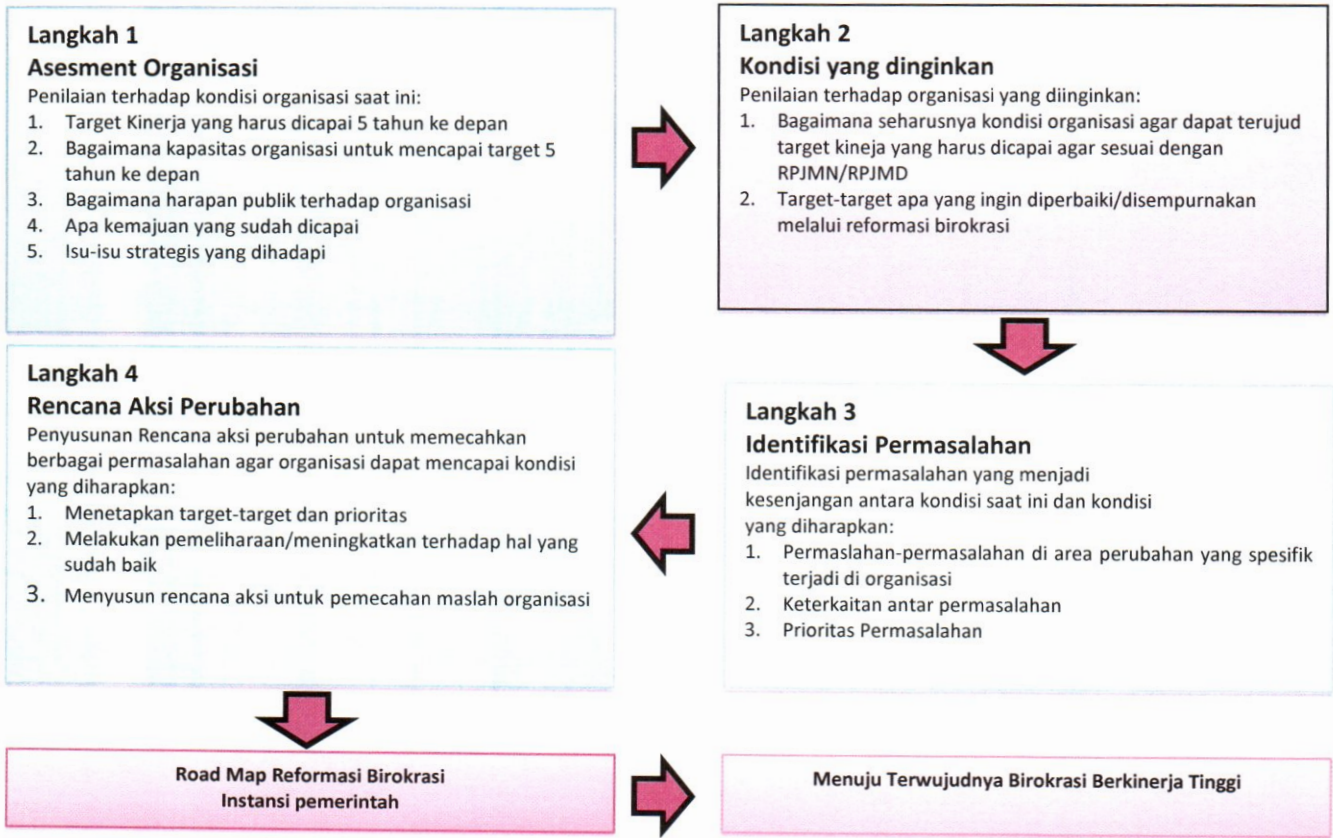 Langkah 1
Asesment Organisasi
Penilaian terhadap kondisi organisasi saat ini:
1. Target Kinerja yang harus dicapai 5 tahun ke depan
2. Bagaimana kapasitas organisasi untuk mencapai target 5
tahun ke depan
3. Bagaimana harapan publik terhadap organisasi
4. Apa kemajuan yang sudah dicapai
5. Isu-isu strategis yang dihadapi
Langkah 2
Kondisi yang dinginkan
Penilaian terhadap organisasi yang diinginkan:
1. Bagaimana seharusnya kondisi organisasi agar dapat terujud
target kineja yang harus dicapai agar sesuai dengan
RPJMN/RPJMD
2. Target-target apa yang ingin diperbaiki/disempurnakan
melalui reformasi birokrasi
Langkah 3
Identifikasi Permasalahan
Identifikasi permasalahan yang menjadi
kesenjangan antara kondisi saat ini dan kondisi
yang diharapkan:
1. Permaslahan-permasalahan di area perubahan yang spesifik
terjadi di organisasi
2. Keterkaitan antar permasalahan
3. Prioritas Permasalahan
Langkah 4
Rencana Aksi Perubahan
Penyusunan Rencana aksi perubahan untuk memecahkan
berbagai permasalahan agar organisasi dapat mencapai kondisi
yang diharapkan:
1. Menetapkan target-target dan prioritas
2. Melakukan pemeliharaan/meningkatkan terhadap hal yang
sudah baik
3. Menyusun rencana aksi untuk pemecahan maslah organisasi
Road Map Reformasi Birokrasi
Instansi pemerintah
Menuju Terwujudnya Birokrasi Berkinerja Tinggi